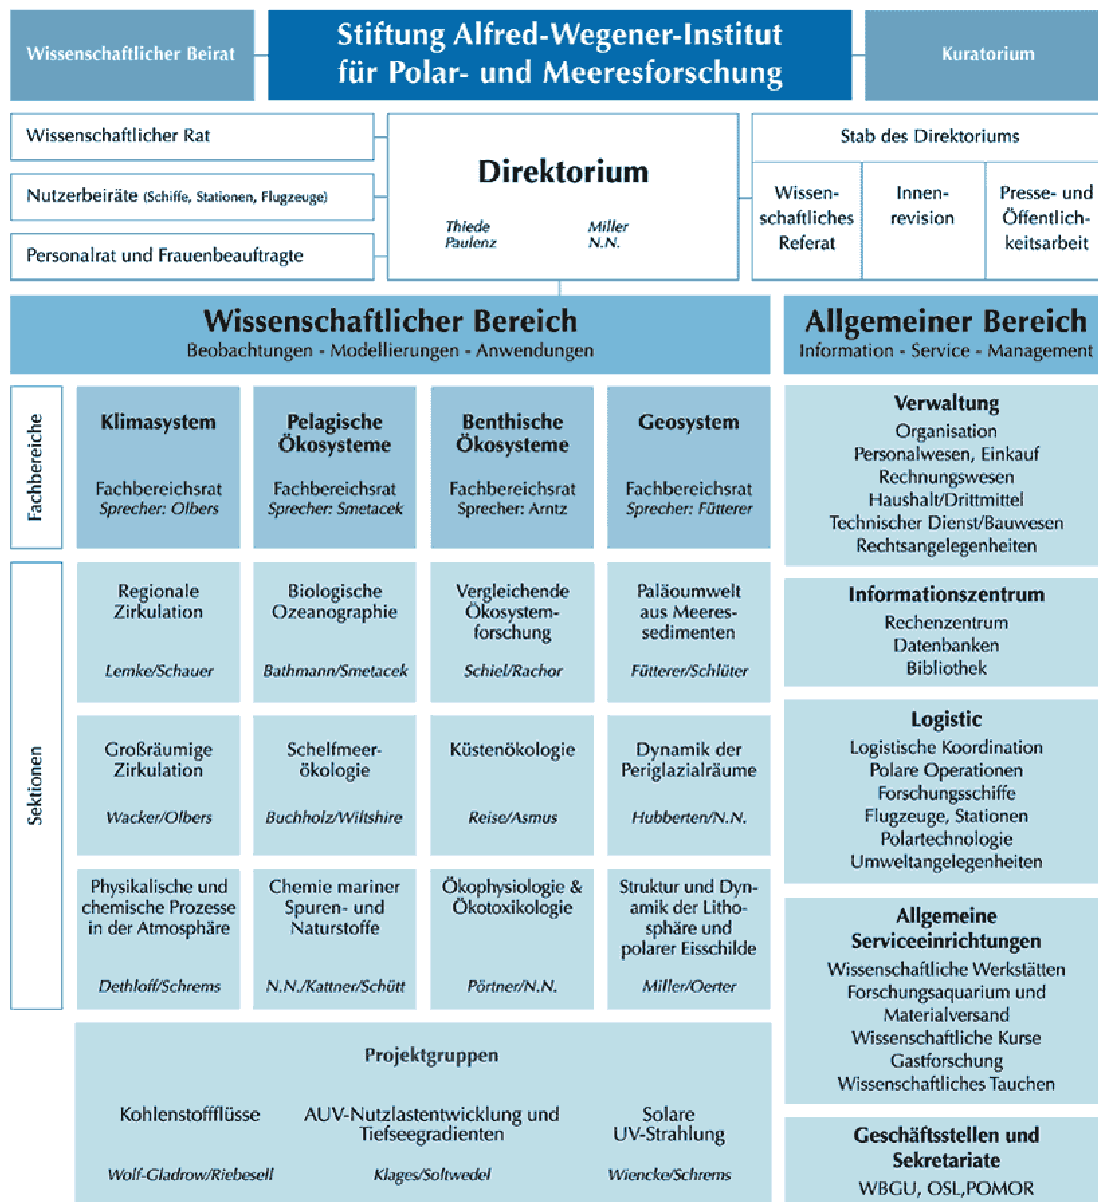 Wissenschaftlicher Beirat
Stiftung Alfred-Wegener-Institut
für Polar- und Meeresforschung
Kuratorium
Wissenschaftlicher Rat
Nutzerbeiräte (Schiffe, Stationen, Flugzeuge)
Personalrat und Frauenbeauftragte
Direktorium
Thiede Miller
Paulenz N.N.
Stab des Direktoriums
Wissen-
schaftliches
Referat
Innen-
revision
Presse- und
Öffentlich-
keitsarbeit
Wissenschaftlicher Bereich
Beobachtungen - Modellierungen - Anwendungen
Allgemeiner Bereich
Information - Service - Management
Fachbereiche
Klimasystem
Fachbereichsrat
Sprecher: Olbers
Pelagische
Ökosysteme
Fachbereichsrat
Sprecher: Smetacek
Benthische
Ökosysteme
Fachbereichsrat
Sprecher: Arntz
Geosystem
Fachbereichsrat
Sprecher: Fütterer
Sektionen
Regionale
Zirkulation
Lemke/Schauer
Biologische
Ozeanographie
Bathmann/Smetacek
Vergleichende
Ökosystem-
forschung
Schiel/Rachor
Paläoumwelt
aus Meeres-
sedimenten
Fütterer/Schlüter
Großräumige
Zirkulation
Wacker/Olbers
Schelfmeer-
ökologie
Buchholz/Wiltshire
Küstenökologie
Reise/Asmus
Dynamik der
Periglazialräume
Hubberten/N.N.
Physikalische und
chemische Prozesse
in der Atmosphäre
Dethloff/Schrems
Chemie mariner
Spuren- und
Naturstoffe
N.N./Kattner/Schütt
Ökophysiologie &
Ökotoxikologie
Pörtner/N.N.
Struktur und Dyn-
amik der Litho-
sphäre und
polarer Eisschilde
Miller/Oerter
Projektgruppen
Kohlenstoffflüsse
Wolf-Gladrow/Riebesell
AUV-Nutzlastentwicklung und
Tiefseegradienten
Klages/Soltwedel
Solare
UV-Strahlung
Wiencke/Schrems
Verwaltung
Organisation
Personalwesen, Einkauf
Rechnungswesen
Haushalt/Drittmittel
Technischer Dienst/Bauwesen
Rechtsangelegenheiten
Informationszentrum
Rechenzentrum
Datenbanken
Bibliothek
Logistic
Logistische Koordination
Polare Operationen
Forschungsschiffe
Flugzeuge, Stationen
Polartechnologie
Umweltangelegenheiten
Allgemeine
Serviceeinrichtungen
Wissenschaftliche Werkstätten
Forschungsaquarium und
Materialversand
Wissenschaftliche Kurse
Gastforschung
Wissenschaftliches Tauchen
Geschäftsstellen und
Sekretariate
WBGU, OSL,POMOR